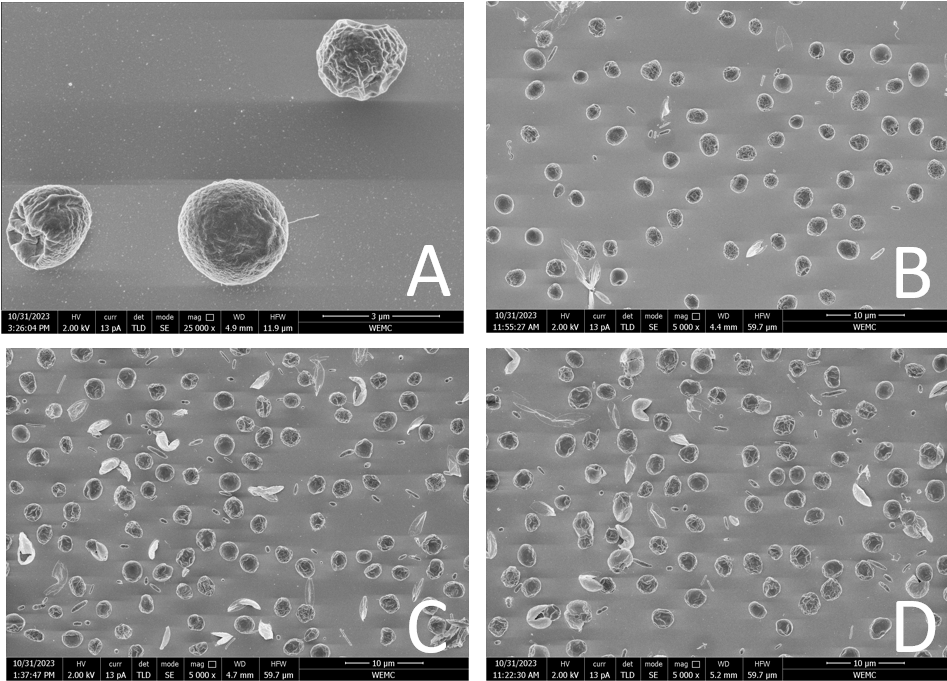 A
10/31/2023 HV curr det mode mag □ WD HFW 3 µm
3:26:04 PM 2.00 kV 13 pA TLD SE 25 000 x 4.9 mm 11.9 µm WEMC
B
10/31/2023 HV curr det mode mag □ WD HFW 10 µm
11:55:27 AM 2.00 kV 13 pA TLD SE 5 000 x 4.4 mm 59.7 µm WEMC
C
10/31/2023 HV curr det mode mag □ WD HFW 10 µm
1:37:47 PM 2.00 kV 13 pA TLD SE 5 000 x 4.7 mm 59.7 µm WEMC
D
10/31/2023 HV curr det mode mag □ WD HFW 10 µm
11:22:30 AM 2.00 kV 13 pA TLD SE 5 000 x 5.2 mm 59.7 µm WEMC